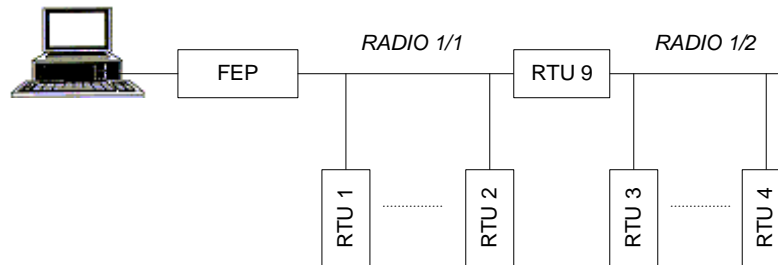 RADIO 1/1
RADIO 1/2
FEP
RTU 9
RTU 1
RTU 2
RTU 3
RTU 4